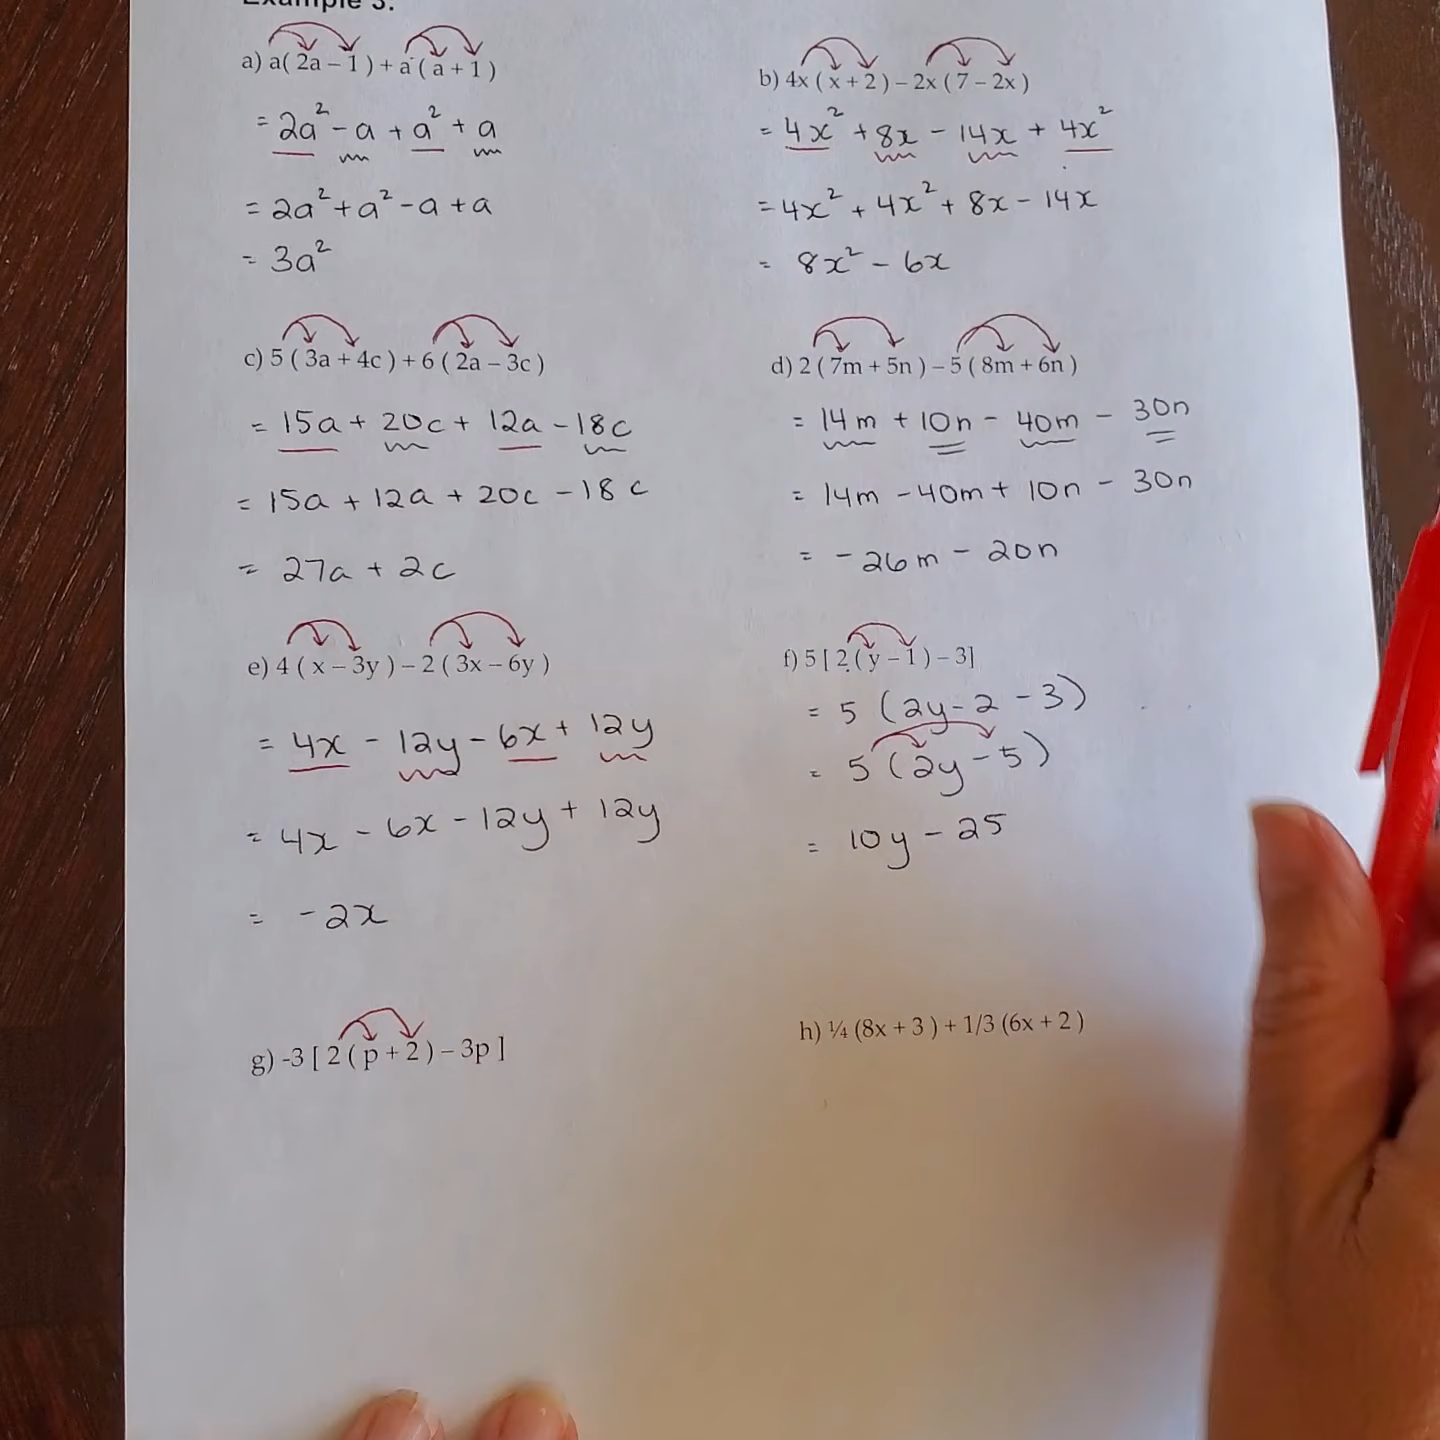 Example 3:
a) a( 2a – 1 ) + a ( a + 1 )
= 2a² - a + a² + a
= 2a² + a² - a + a
= 3a²
b) 4x ( x + 2 ) – 2x ( 7 – 2x )
= 4x² + 8x - 14x + 4x²
= 4x² + 4x² + 8x - 14x
= 8x² - 6x
c) 5 ( 3a + 4c ) + 6 ( 2a – 3c )
= 15a + 20c + 12a - 18c
= 15a + 12a + 20c - 18c
= 27a + 2c
d) 2 ( 7m + 5n ) – 5 ( 8m + 6n )
= 14m + 10n - 40m - 30n
= 14m - 40m + 10n - 30n
= -26m - 20n
e) 4 ( x – 3y ) – 2 ( 3x – 6y )
= 4x - 12y - 6x + 12y
= 4x - 6x - 12y + 12y
= -2x
f) 5 [ 2 ( y – 1 ) – 3]
= 5 (2y - 2 - 3)
= 5 (2y - 5)
= 10y - 25
g) -3 [ 2 ( p + 2 ) – 3p ]
h) ¼ (8x + 3 ) + 1/3 (6x + 2 )